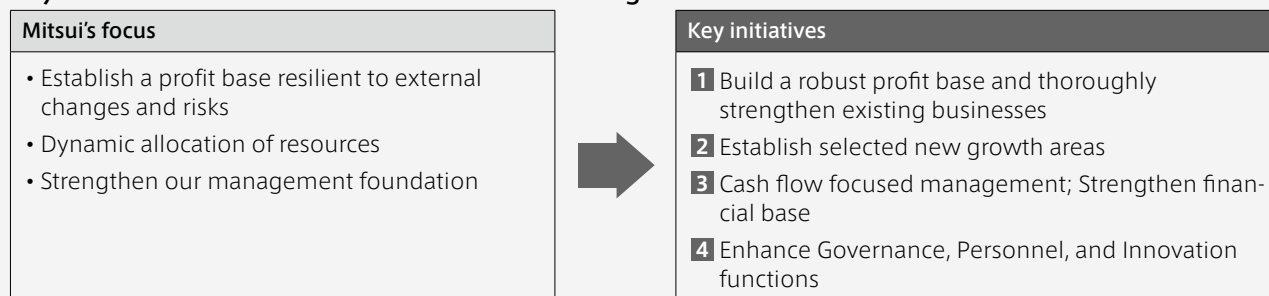 Mitsui's focus
• Establish a profit base resilient to external
changes and risks
• Dynamic allocation of resources
• Strengthen our management foundation
Key initiatives
1 Build a robust profit base and thoroughly
strengthen existing businesses
2 Establish selected new growth areas
3 Cash flow focused management; Strengthen finan-
cial base
4 Enhance Governance, Personnel, and Innovation
functions